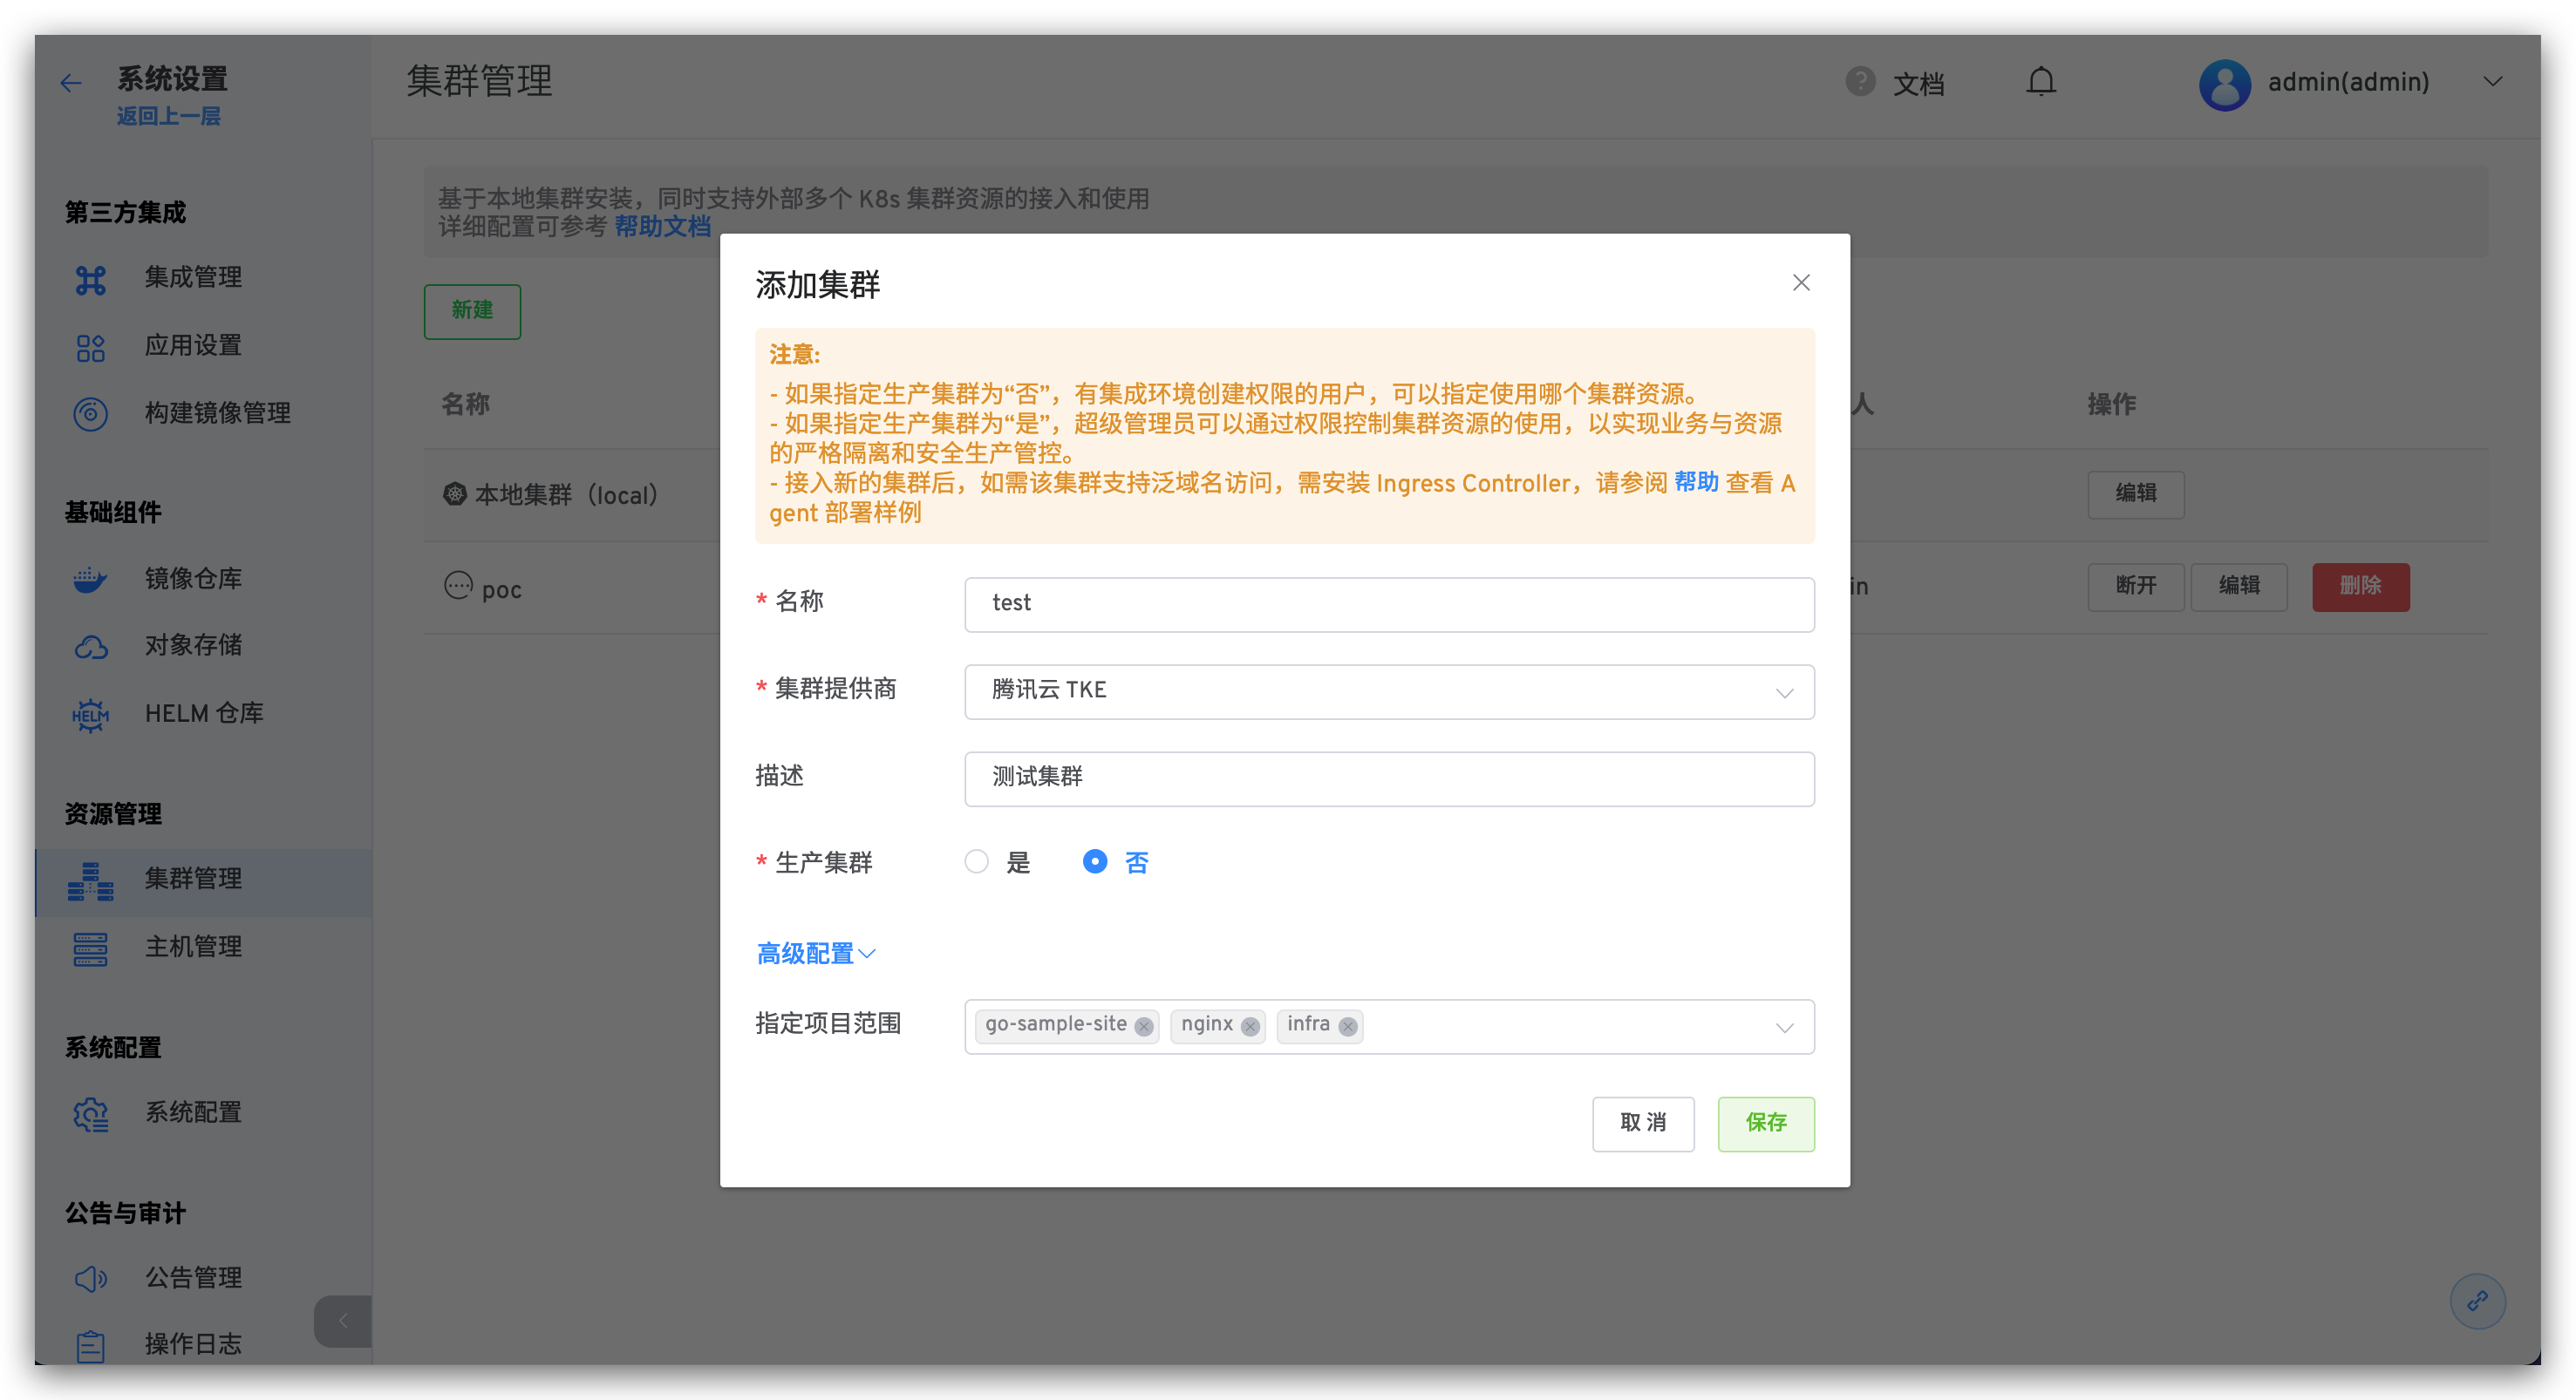 系统设置
返回上一层
第三方集成
集成管理
应用设置
构建镜像管理
基础组件
镜像仓库
对象存储
HELM
HELM 仓库
资源管理
集群管理
主机管理
系统配置
系统配置
公告与审计
公告管理
操作日志
集群管理
? 文档
admin(admin)
基于本地集群安装，同时支持外部多个 K8s 集群资源的接入和使用
详细配置可参考 帮助文档
新建
名称
人
操作
本地集群（local）
编辑
poc
in
断开 编辑 删除
添加集群
注意:
- 如果指定生产集群为“否”，有集成环境创建权限的用户，可以指定使用哪个集群资源。
- 如果指定生产集群为“是”，超级管理员可以通过权限控制集群资源的使用，以实现业务与资源
的严格隔离和安全生产管控。
- 接入新的集群后，如需该集群支持泛域名访问，需安装 Ingress Controller，请参阅 帮助 查看 A
gent 部署样例
* 名称
test
* 集群提供商
腾讯云 TKE
描述
测试集群
* 生产集群
是 否
高级配置
指定项目范围
go-sample-site nginx infra
取 消 保存